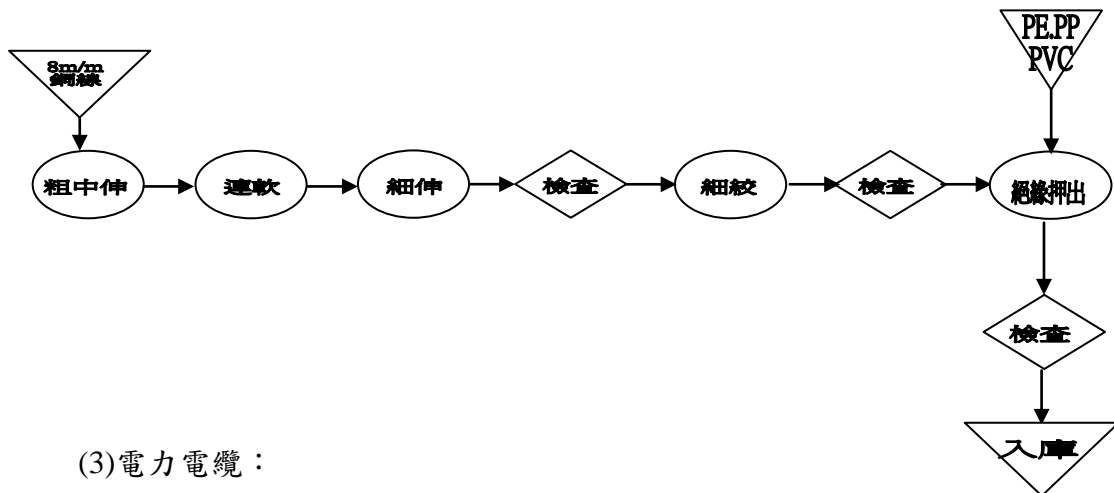 PE.PP
PVC
8m/m
銅線
粗中伸
連軟
細伸
檢查
細絞
檢查
絕緣押出
檢查
入庫
(3)電力電纜：